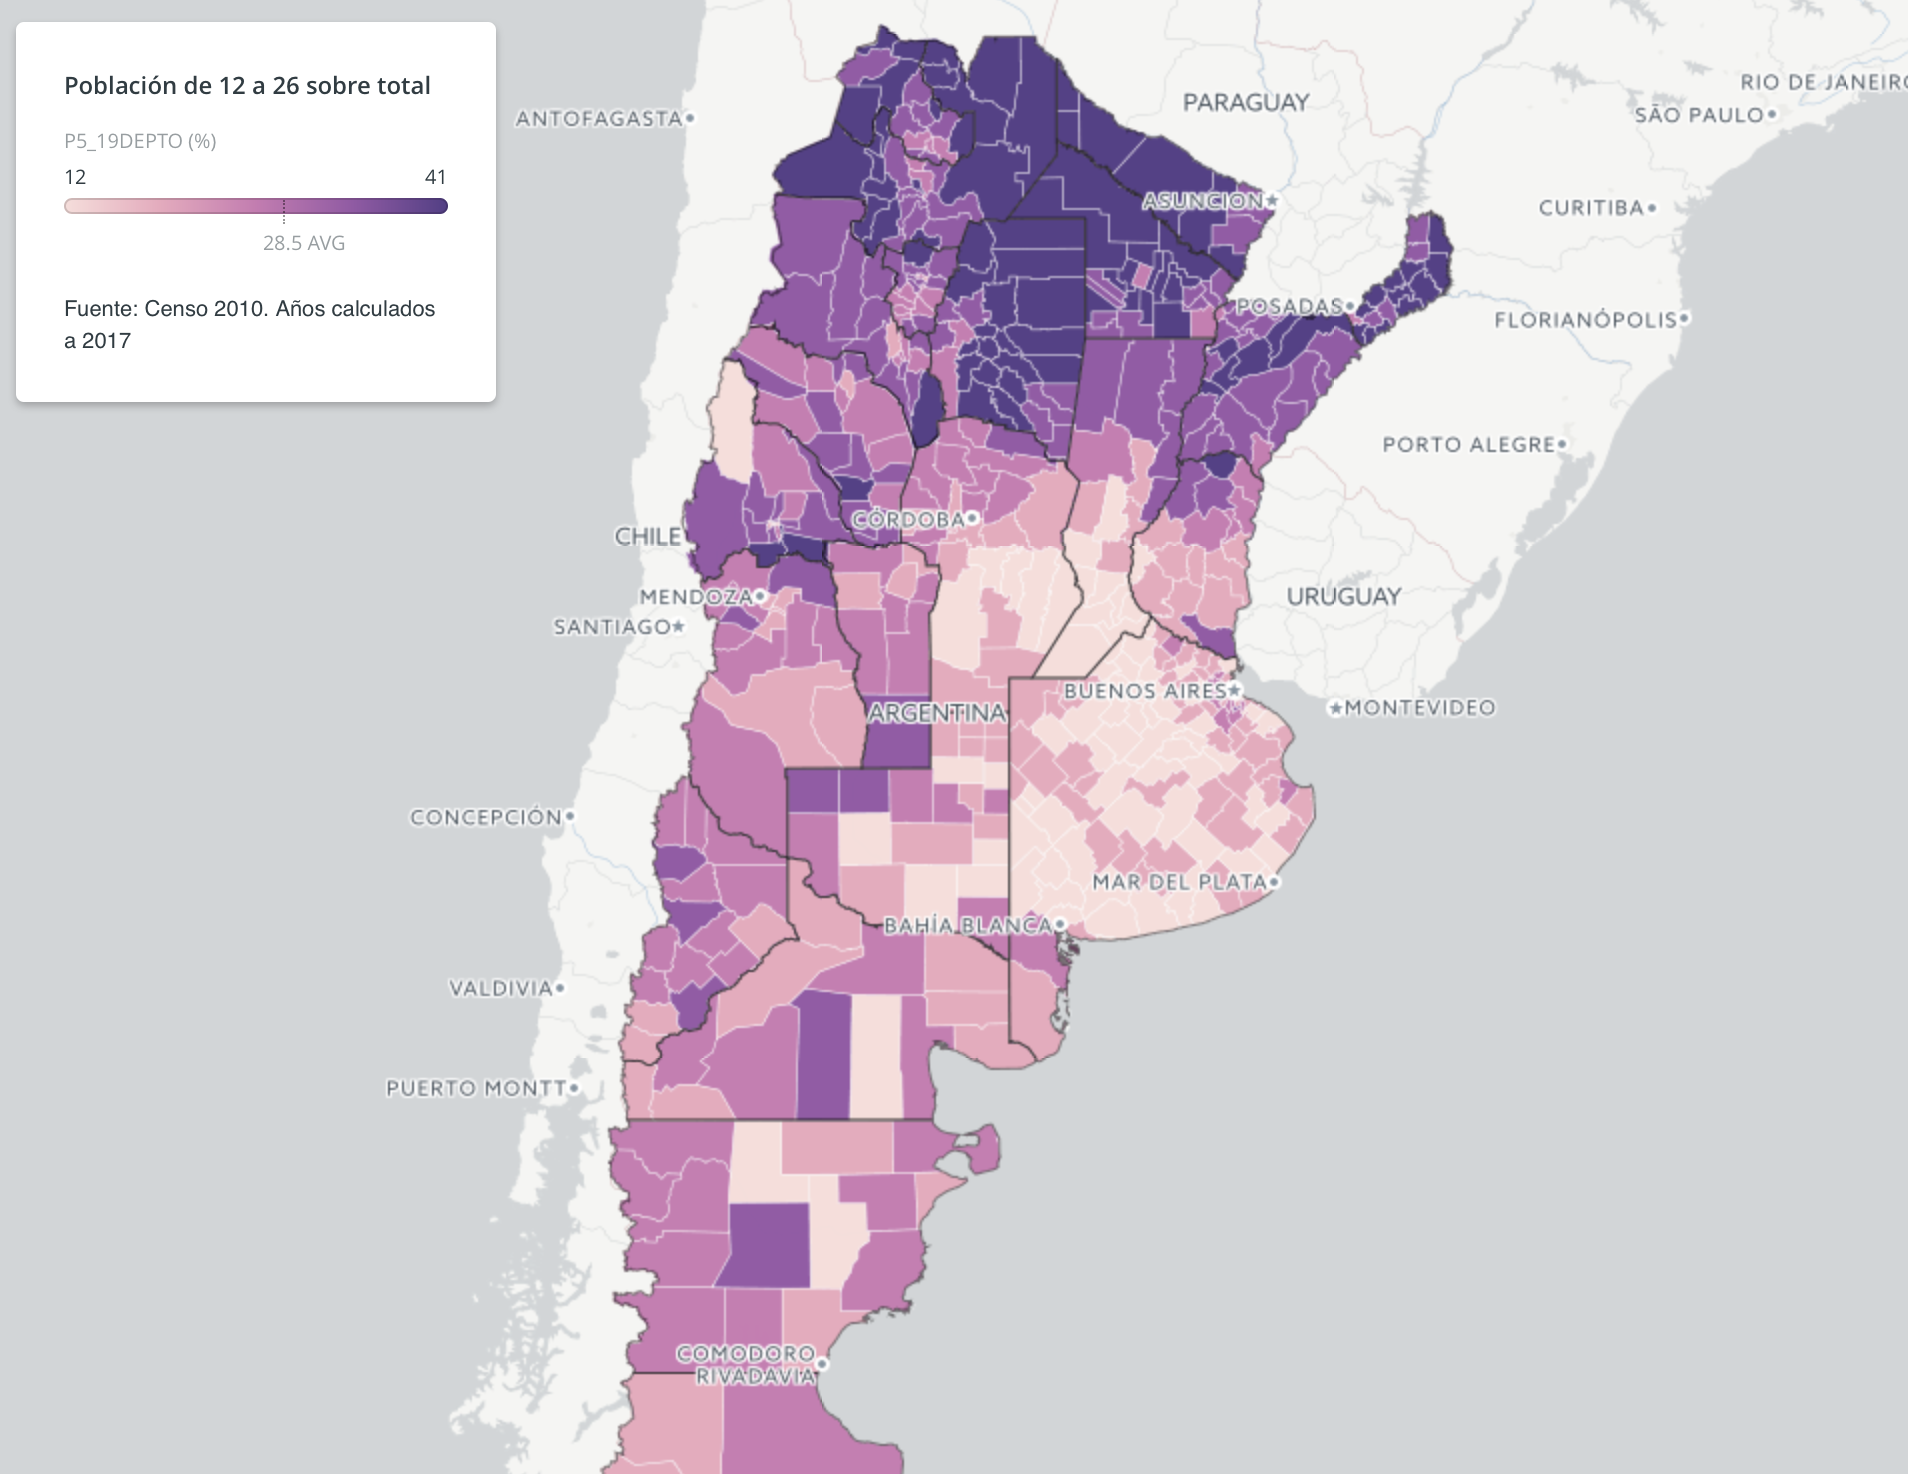 Población de 12 a 26 sobre total
P5_19DEPTO (%)
12 41
28.5 AVG
Fuente: Censo 2010. Años calculados
a 2017
RIO DE JANEIRO
PARAGUAY
SÃO PAULO
ANTOFAGASTA
ASUNCION
CURITIBA
POSADAS
FLORIANÓPOLIS
PORTO ALEGRE
CÓRDOBA
CHILE
MENDOZA
URUGUAY
SANTIAGO
BUENOS AIRES
MONTEVIDEO
ARGENTINA
CONCEPCIÓN
MAR DEL PLATA
BAHÍA BLANCA
VALDIVIA
PUERTO MONTT
COMODORO
RIVADAVIA